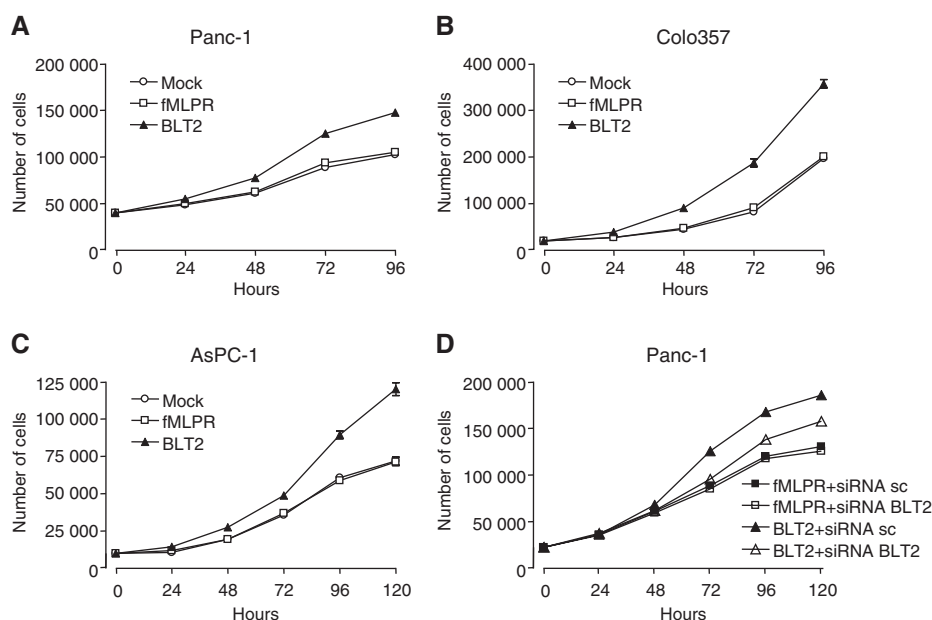 A
Panc-1
Number of cells
200 000
150 000
100 000
50 000
0
Mock
fMLPR
BLT2
0 24 48 72 96
Hours
B
Colo357
Number of cells
400 000
300 000
200 000
100 000
0
Mock
fMLPR
BLT2
0 24 48 72 96
Hours
C
AsPC-1
Number of cells
125 000
100 000
75 000
50 000
25 000
0
Mock
fMLPR
BLT2
0 24 48 72 96 120
Hours
D
Panc-1
Number of cells
200 000
150 000
100 000
50 000
0
fMLPR+siRNA sc
fMLPR+siRNA BLT2
BLT2+siRNA sc
BLT2+siRNA BLT2
0 24 48 72 96 120
Hours